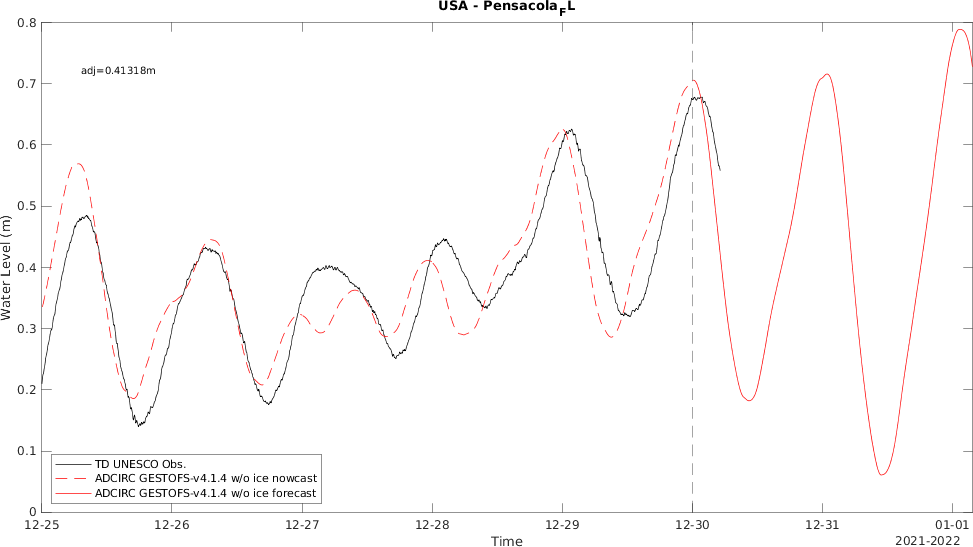 USA - Pensacola_FL
0.8
0.7
0.6
0.5
0.4
0.3
0.2
0.1
0
Water Level (m)
adj=0.41318m
TD UNESCO Obs.
ADCIRC GESTOFS-v4.1.4 w/o ice nowcast
ADCIRC GESTOFS-v4.1.4 w/o ice forecast
12-25 12-26 12-27 12-28 12-29 12-30 12-31 01-01
Time
2021-2022